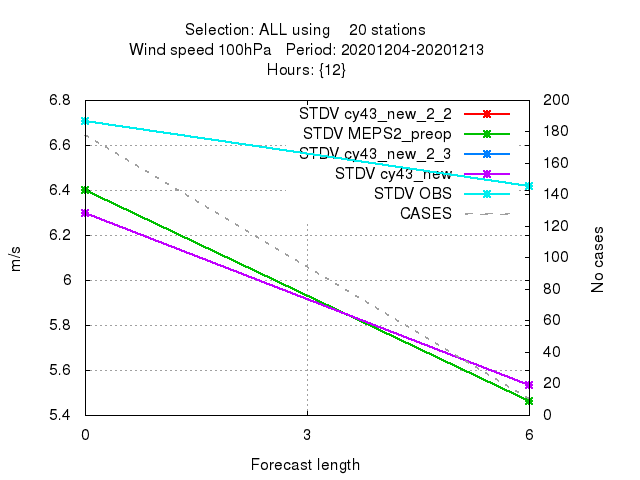 Selection: ALL using 20 stations
Wind speed 100hPa Period: 20201204-20201213
Hours: {12}
STDV cy43_new_2_2
STDV MEPS2_preop
STDV cy43_new_2_3
STDV cy43_new
STDV OBS
CASES
6.8
6.6
6.4
6.2
6
5.8
5.6
5.4
200
180
160
140
120
100
80
60
40
20
0
m/s
No cases
0 3 6
Forecast length